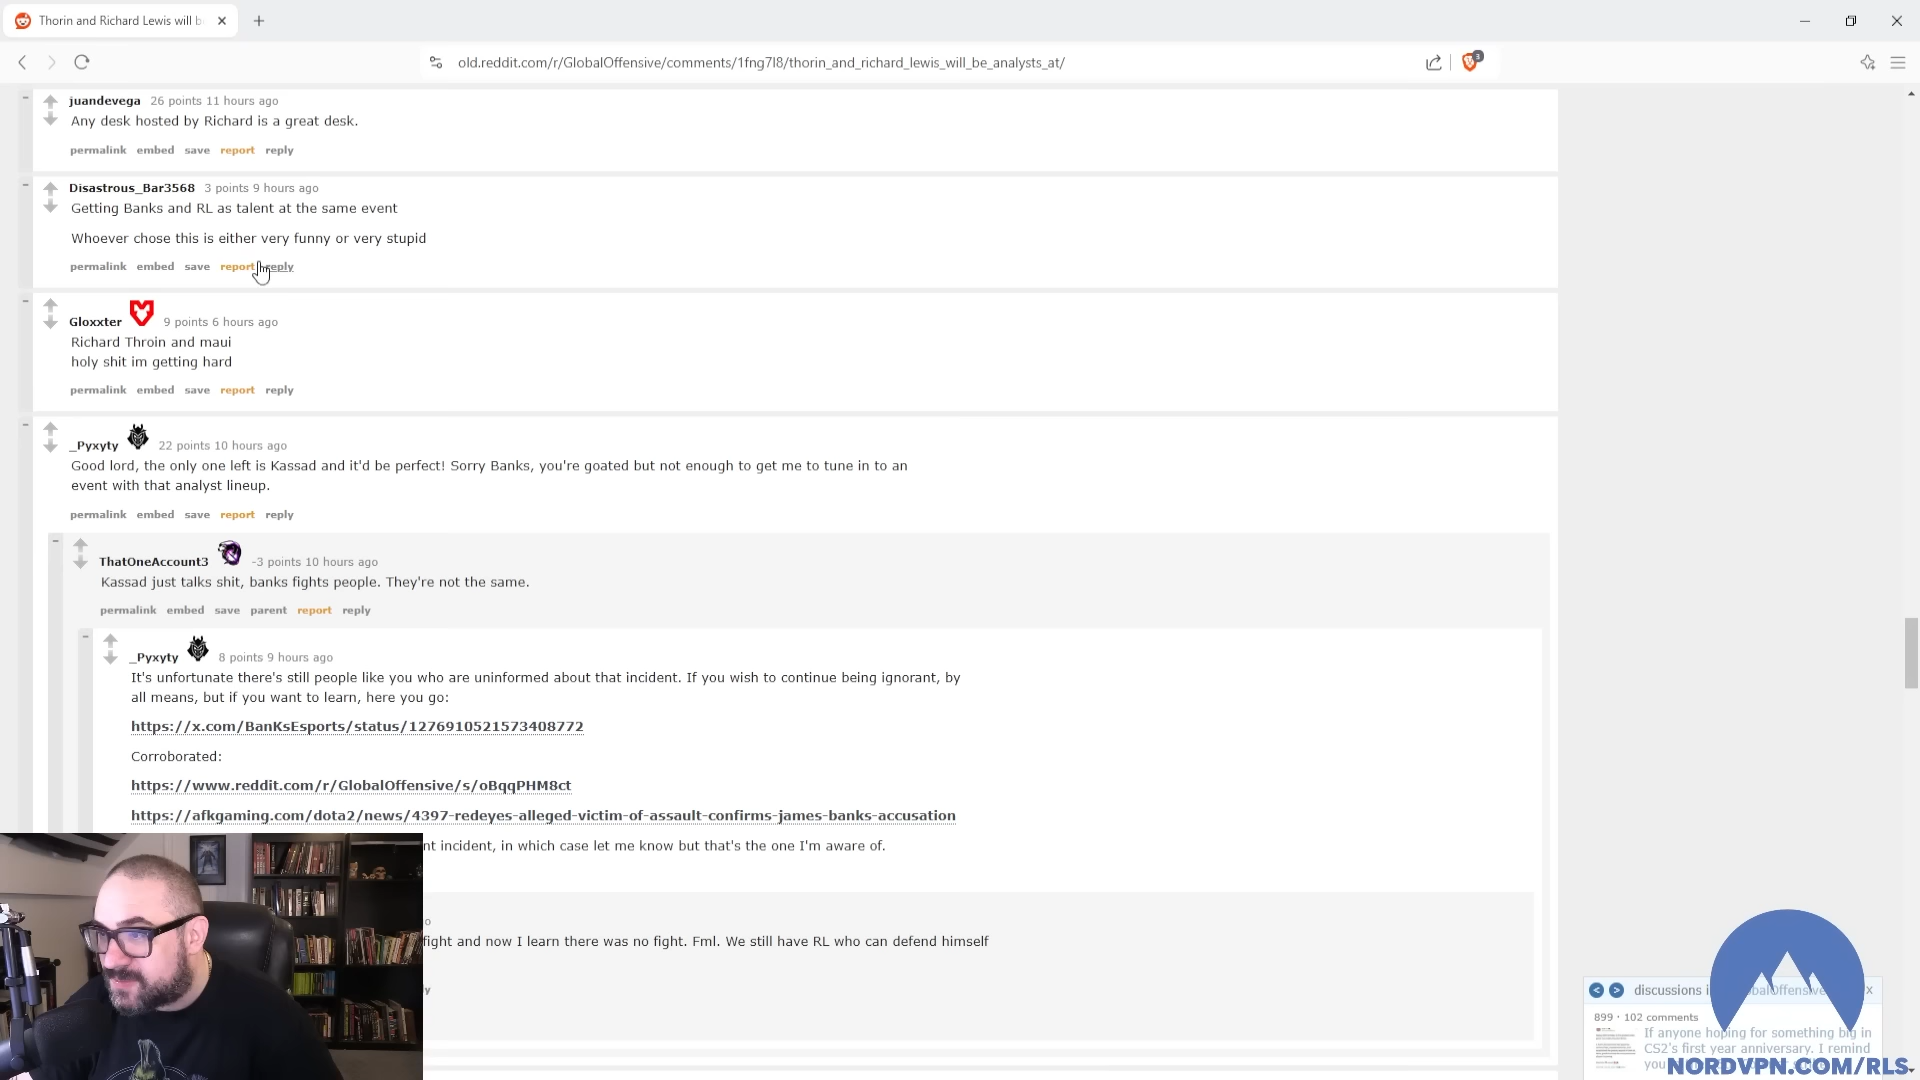 Thorin and Richard Lewis will b
old.reddit.com/r/GlobalOffensive/comments/1fng7l8/thorin_and_richard_lewis_will_be_analysts_at/
3
juandevega 26 points 11 hours ago
Any desk hosted by Richard is a great desk.
permalink embed save report reply
Disastrous_Bar3568 3 points 9 hours ago
Getting Banks and RL as talent at the same event
Whoever chose this is either very funny or very stupid
permalink embed save report reply
Gloxxter 9 points 6 hours ago
Richard Throin and maui
holy shit im getting hard
permalink embed save report reply
_Pyxyty 22 points 10 hours ago
Good lord, the only one left is Kassad and it'd be perfect! Sorry Banks, you're goated but not enough to get me to tune in to an
event with that analyst lineup.
permalink embed save report reply
ThatOneAccount3 -3 points 10 hours ago
Kassad just talks shit, banks fights people. They're not the same.
permalink embed save parent report reply
_Pyxyty 8 points 9 hours ago
It's unfortunate there's still people like you who are uninformed about that incident. If you wish to continue being ignorant, by
all means, but if you want to learn, here you go:
https://x.com/BanKsEsports/status/1276910521573408772
Corroborated:
https://www.reddit.com/r/GlobalOffensive/s/oBqqPHM8ct
https://afkgaming.com/dota2/news/4397-redeyes-alleged-victim-of-assault-confirms-james-banks-accusation
nt incident, in which case let me know but that's the one I'm aware of.
o
fight and now I learn there was no fight. Fml. We still have RL who can defend himself
y
discussions i balOffensive x
899 · 102 comments
If anyone hoping for something big in
CS2's first year anniversary. I remind
you
NORDVPN.COM/RLS